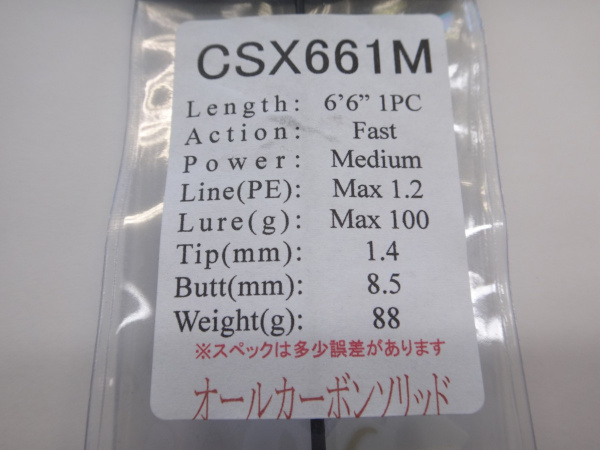 CSX661M
Length: 6’6” 1PC
Action: Fast
Power: Medium
Line(PE): Max 1.2
Lure(g): Max 100
Tip(mm): 1.4
Butt(mm): 8.5
Weight(g): 88
※スペックは多少誤差があります
オールカーボンソリッド